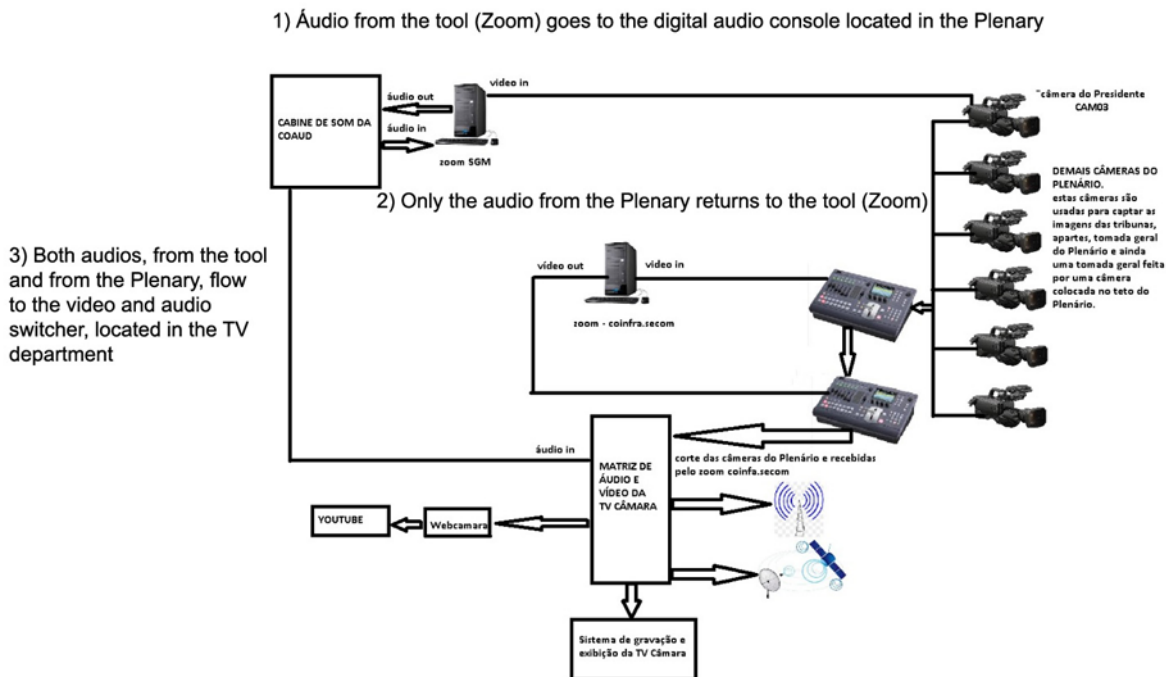 1) Áudio from the tool (Zoom) goes to the digital audio console located in the Plenary
vídeo in
áudio out
CABINE DE SOM DA
COAUD
áudio in
zoom SGM
"câmera do Presidente
CAM03
2) Only the audio from the Plenary returns to the tool (Zoom)
DEMAIS CÂMERAS DO
PLENÁRIO.
estas câmeras são
usadas para captar as
imagens das tribunas,
apartes, tomada geral
do Plenário e ainda
uma tomada geral feita
por uma câmera
colocada no teto do
Plenário.
3) Both audios, from the tool
and from the Plenary, flow
to the video and audio
switcher, located in the TV
department
vídeo out
vídeo in
zoom - coinfra.secom
áudio in
corte das câmeras do Plenário e recebidas
pelo zoom coinfa.secom
MATRIZ DE
ÁUDIO E
VÍDEO DA
TV CÂMARA
YOUTUBE
Webcamara
Sistema de gravação e
exibição da TV Câmara